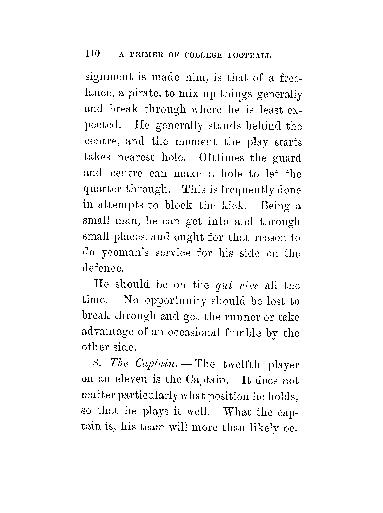 110 A PRIMER OF COLLEGE FOOTBALL
signment is made him, is that of a free-
lance, a pirate, to mix up things generally
and break through where he is least ex-
pected. He generally stands behind the
centre, and the moment the play starts
takes nearest hole. Ofttimes the guard
and centre can make a hole to let the
quarter through. This is frequently done
in attempts to block the kick. Being a
small man, he can get into and through
small places, and ought for that reason to
do yeoman's service for his side on the
defence.
He should be on the qui vive all the
time. No opportunity should be lost to
break through and get the runner or take
advantage of an occasional fumble by the
other side.
The Captain. — The twelfth player
on an eleven is the Captain. It does not
matter particularly what position he holds,
so that he plays it well. What the cap-
tain is, his team will more than likely be.